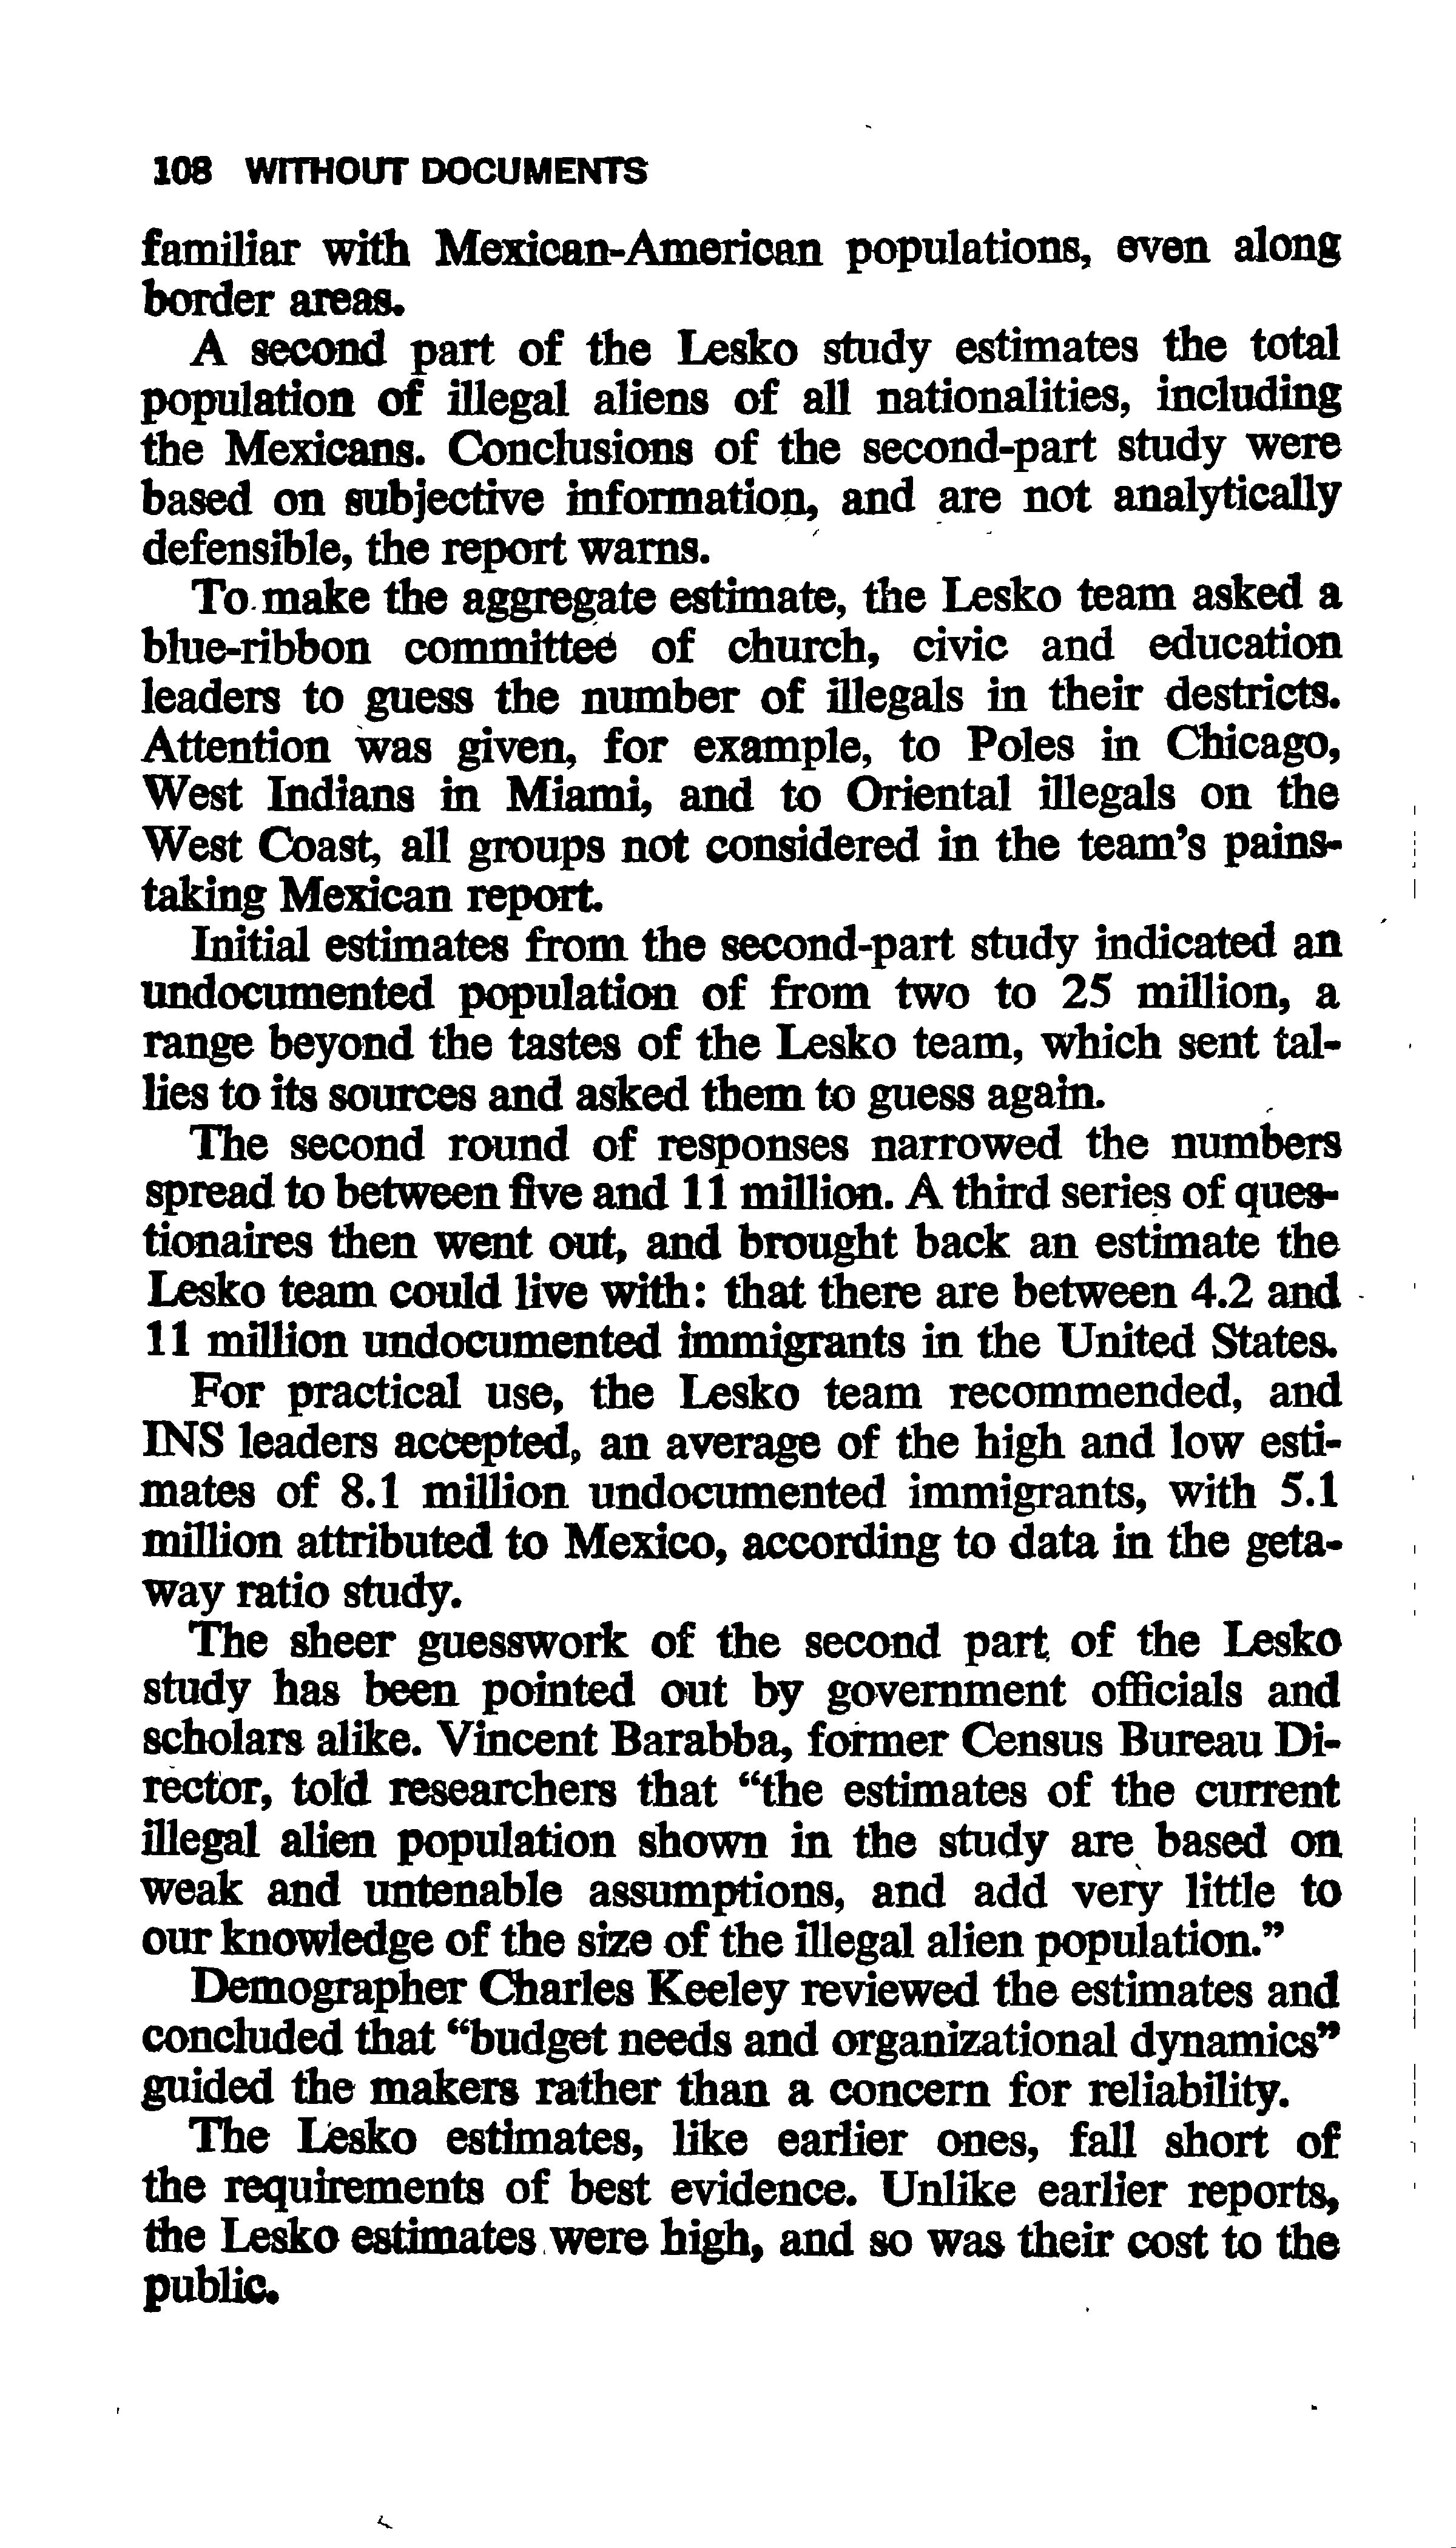 108 WITHOUT DOCUMENTS
familiar with Mexican-American populations, even along
border areas.
A second part of the Lesko study estimates the total
population of illegal aliens of all nationalities, including
the Mexicans. Conclusions of the second-part study were
based on subjective information, and are not analytically
defensible, the report warns.
To make the aggregate estimate, the Lesko team asked a
blue-ribbon committee of church, civic and education
leaders to guess the number of illegals in their destricts.
Attention was given, for example, to Poles in Chicago,
West Indians in Miami, and to Oriental illegals on the
West Coast, all groups not considered in the team's pains-
taking Mexican report.
Initial estimates from the second-part study indicated an
undocumented population of from two to 25 million, a
range beyond the tastes of the Lesko team, which sent tal-
lies to its sources and asked them to guess again.
The second round of responses narrowed the numbers
spread to between five and 11 million. A third series of ques-
tionaires then went out, and brought back an estimate the
Lesko team could live with: that there are between 4.2 and
11 million undocumented immigrants in the United States.
For practical use, the Lesko team recommended, and
INS leaders accepted, an average of the high and low esti-
mates of 8.1 million undocumented immigrants, with 5.1
million attributed to Mexico, according to data in the geta-
way ratio study.
The sheer guesswork of the second part of the Lesko
study has been pointed out by government officials and
scholars alike. Vincent Barabba, former Census Bureau Di-
rector, told researchers that “the estimates of the current
illegal alien population shown in the study are based on
weak and untenable assumptions, and add very little to
our knowledge of the size of the illegal alien population.”
Demographer Charles Keeley reviewed the estimates and
concluded that “budget needs and organizational dynamics”
guided the makers rather than a concern for reliability.
The Lesko estimates, like earlier ones, fall short of
the requirements of best evidence. Unlike earlier reports,
the Lesko estimates were high, and so was their cost to the
public.